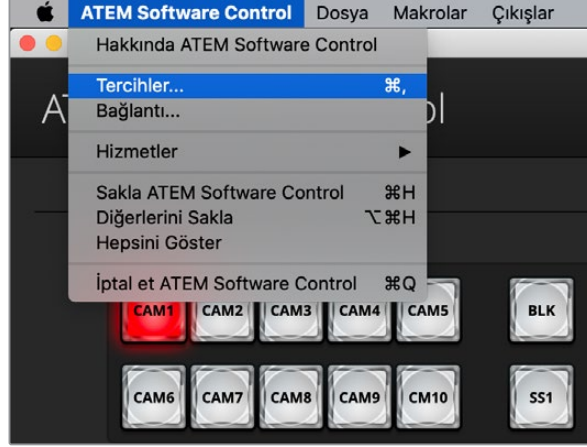 ATEM Software Control Dosya Makrolar Çıkışlar
Hakkında ATEM Software Control
Tercihler... ⌘,
Bağlantı...
Hizmetler ▶
Sakla ATEM Software Control ⌘H
Diğerlerini Sakla ⌥⌘H
Hepsini Göster
İptal et ATEM Software Control ⌘Q
CAM1 CAM2 CAM3 CAM4 CAM5 BLK
CAM6 CAM7 CAM8 CAM9 CM10 SS1